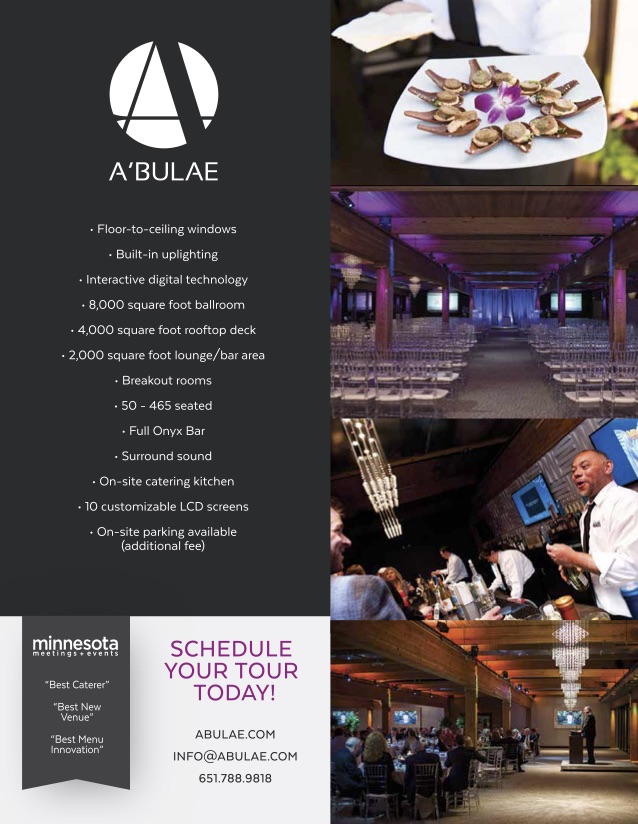 A'BULAE
• Floor-to-ceiling windows
• Built-in uplighting
• Interactive digital technology
• 8,000 square foot ballroom
• 4,000 square foot rooftop deck
• 2,000 square foot lounge/bar area
• Breakout rooms
• 50 - 465 seated
• Full Onyx Bar
• Surround sound
• On-site catering kitchen
• 10 customizable LCD screens
• On-site parking available
(additional fee)
minnesota
meetings+events
"Best Caterer"
"Best New
Venue"
"Best Menu
Innovation"
SCHEDULE
YOUR TOUR
TODAY!
ABULAE.COM
INFO@ABULAE.COM
651.788.9818